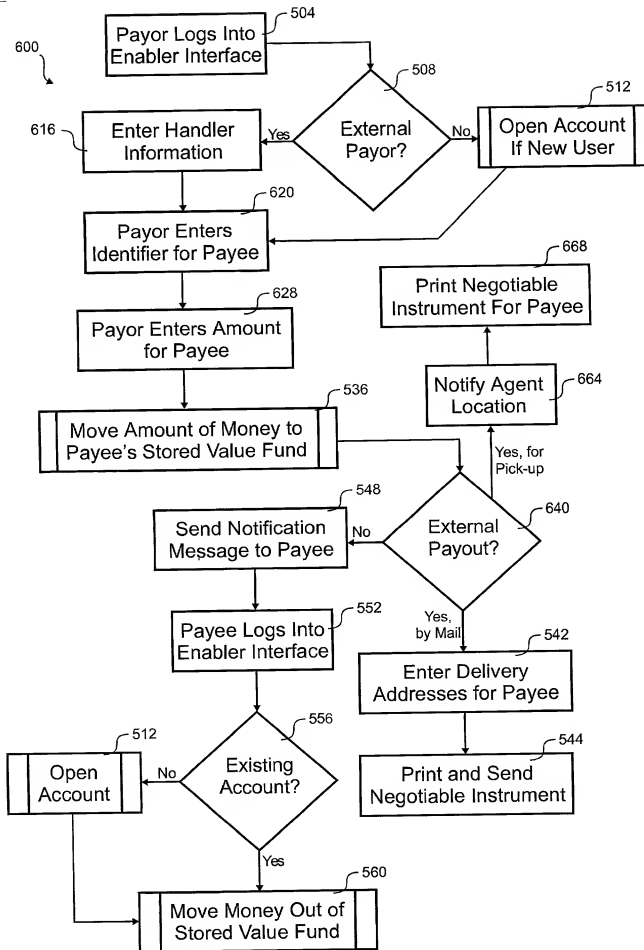 504
Payor Logs Into
Enabler Interface
600
508
External
Payor?
Yes
No
616
Enter Handler
Information
512
Open Account
If New User
620
Payor Enters
Identifier for Payee
628
Payor Enters Amount
for Payee
668
Print Negotiable
Instrument For Payee
664
Notify Agent
Location
536
Move Amount of Money to
Payee's Stored Value Fund
Yes, for
Pick-up
640
External
Payout?
No
548
Send Notification
Message to Payee
552
Payee Logs Into
Enabler Interface
Yes,
by Mail
542
Enter Delivery
Addresses for Payee
544
Print and Send
Negotiable Instrument
556
Existing
Account?
No
512
Open
Account
Yes
560
Move Money Out of
Stored Value Fund